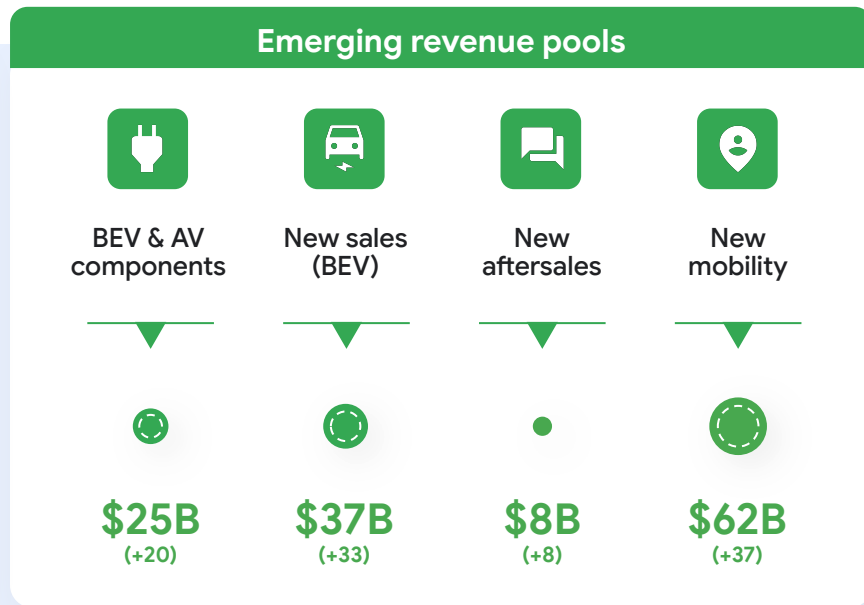 Emerging revenue pools
BEV & AV
components
New sales
(BEV)
New
aftersales
New
mobility
$25B
(+20)
$37B
(+33)
$8B
(+8)
$62B
(+37)